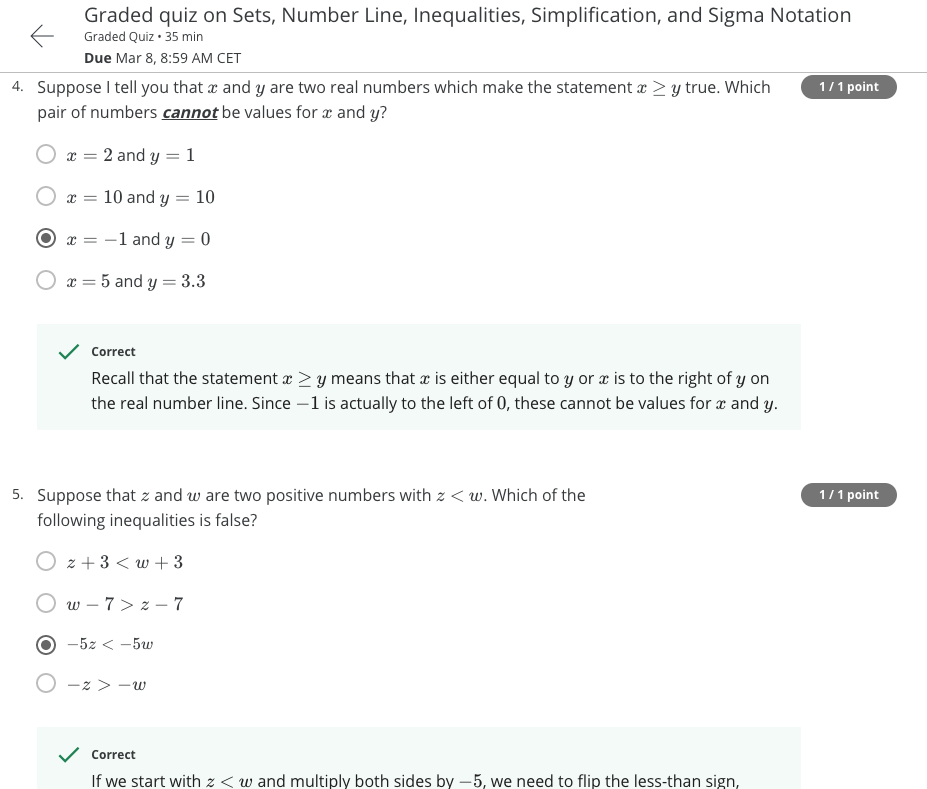 Graded quiz on Sets, Number Line, Inequalities, Simplification, and Sigma Notation
Graded Quiz • 35 min
Due Mar 8, 8:59 AM CET
4. Suppose I tell you that x and y are two real numbers which make the statement x ≥ y true. Which 1 / 1 point
pair of numbers cannot be values for x and y?
x = 2 and y = 1
x = 10 and y = 10
x = −1 and y = 0
x = 5 and y = 3.3
Correct
Recall that the statement x ≥ y means that x is either equal to y or x is to the right of y on
the real number line. Since −1 is actually to the left of 0, these cannot be values for x and y.
5. Suppose that z and w are two positive numbers with z < w. Which of the 1 / 1 point
following inequalities is false?
z + 3 < w + 3
w − 7 > z − 7
−5z < −5w
−z > −w
Correct
If we start with z < w and multiply both sides by −5, we need to flip the less-than sign,